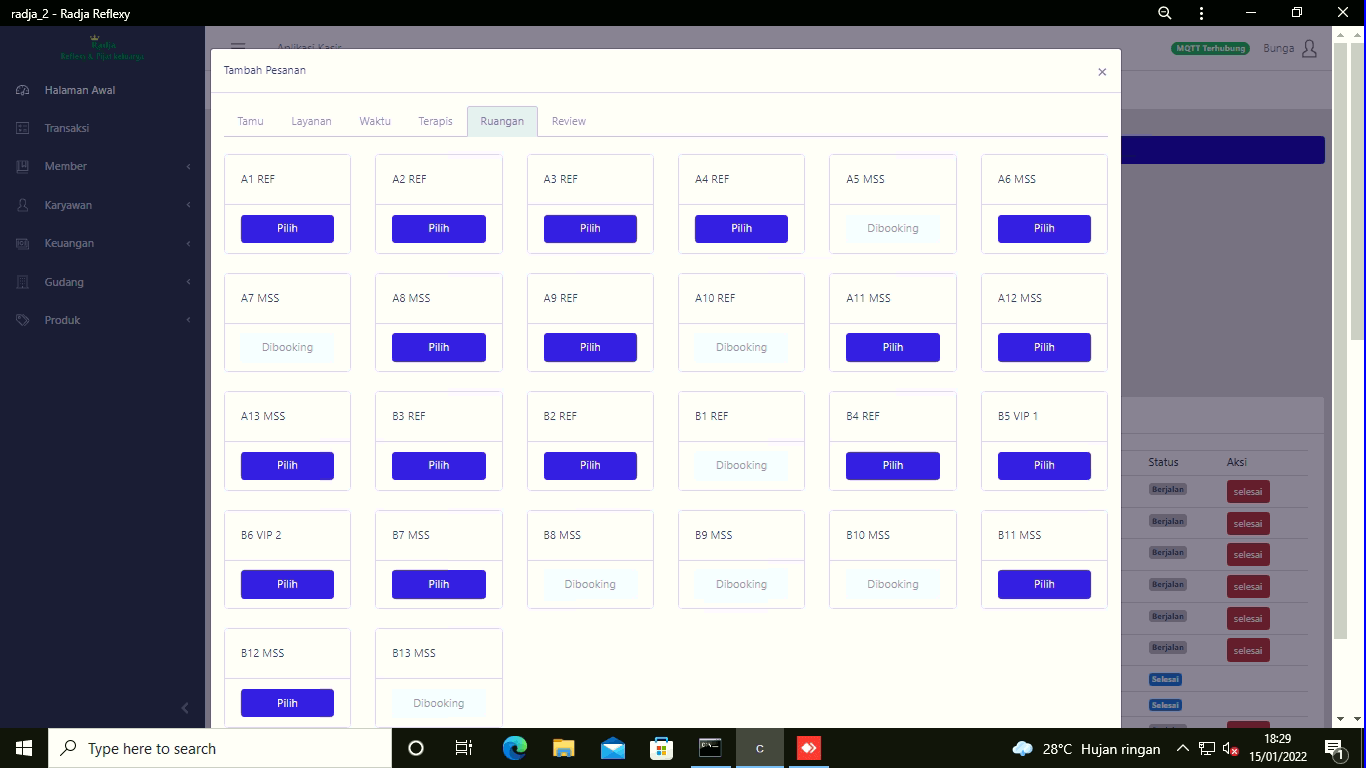 radja_2 - Radja Reflexy
Radja
Refleksi & Pijat keluarga
Aplikasi Kasir
MQTT Terhubung
Bunga
Halaman Awal
Transaksi
Member
Karyawan
Keuangan
Gudang
Produk
Tambah Pesanan
×
Tamu Layanan Waktu Terapis Ruangan Review
A1 REF A2 REF A3 REF A4 REF A5 MSS A6 MSS
Pilih Pilih Pilih Pilih Dibooking Pilih
A7 MSS A8 MSS A9 REF A10 REF A11 MSS A12 MSS
Dibooking Pilih Pilih Dibooking Pilih Pilih
A13 MSS B3 REF B2 REF B1 REF B4 REF B5 VIP 1
Pilih Pilih Pilih Dibooking Pilih Pilih
B6 VIP 2 B7 MSS B8 MSS B9 MSS B10 MSS B11 MSS
Pilih Pilih Dibooking Dibooking Dibooking Pilih
B12 MSS B13 MSS
Pilih Dibooking
Status Aksi
Berjalan selesai
Berjalan selesai
Berjalan selesai
Berjalan selesai
Berjalan selesai
Berjalan selesai
Selesai
Selesai
Type here to search
C
28°C Hujan ringan
18:29
15/01/2022
1